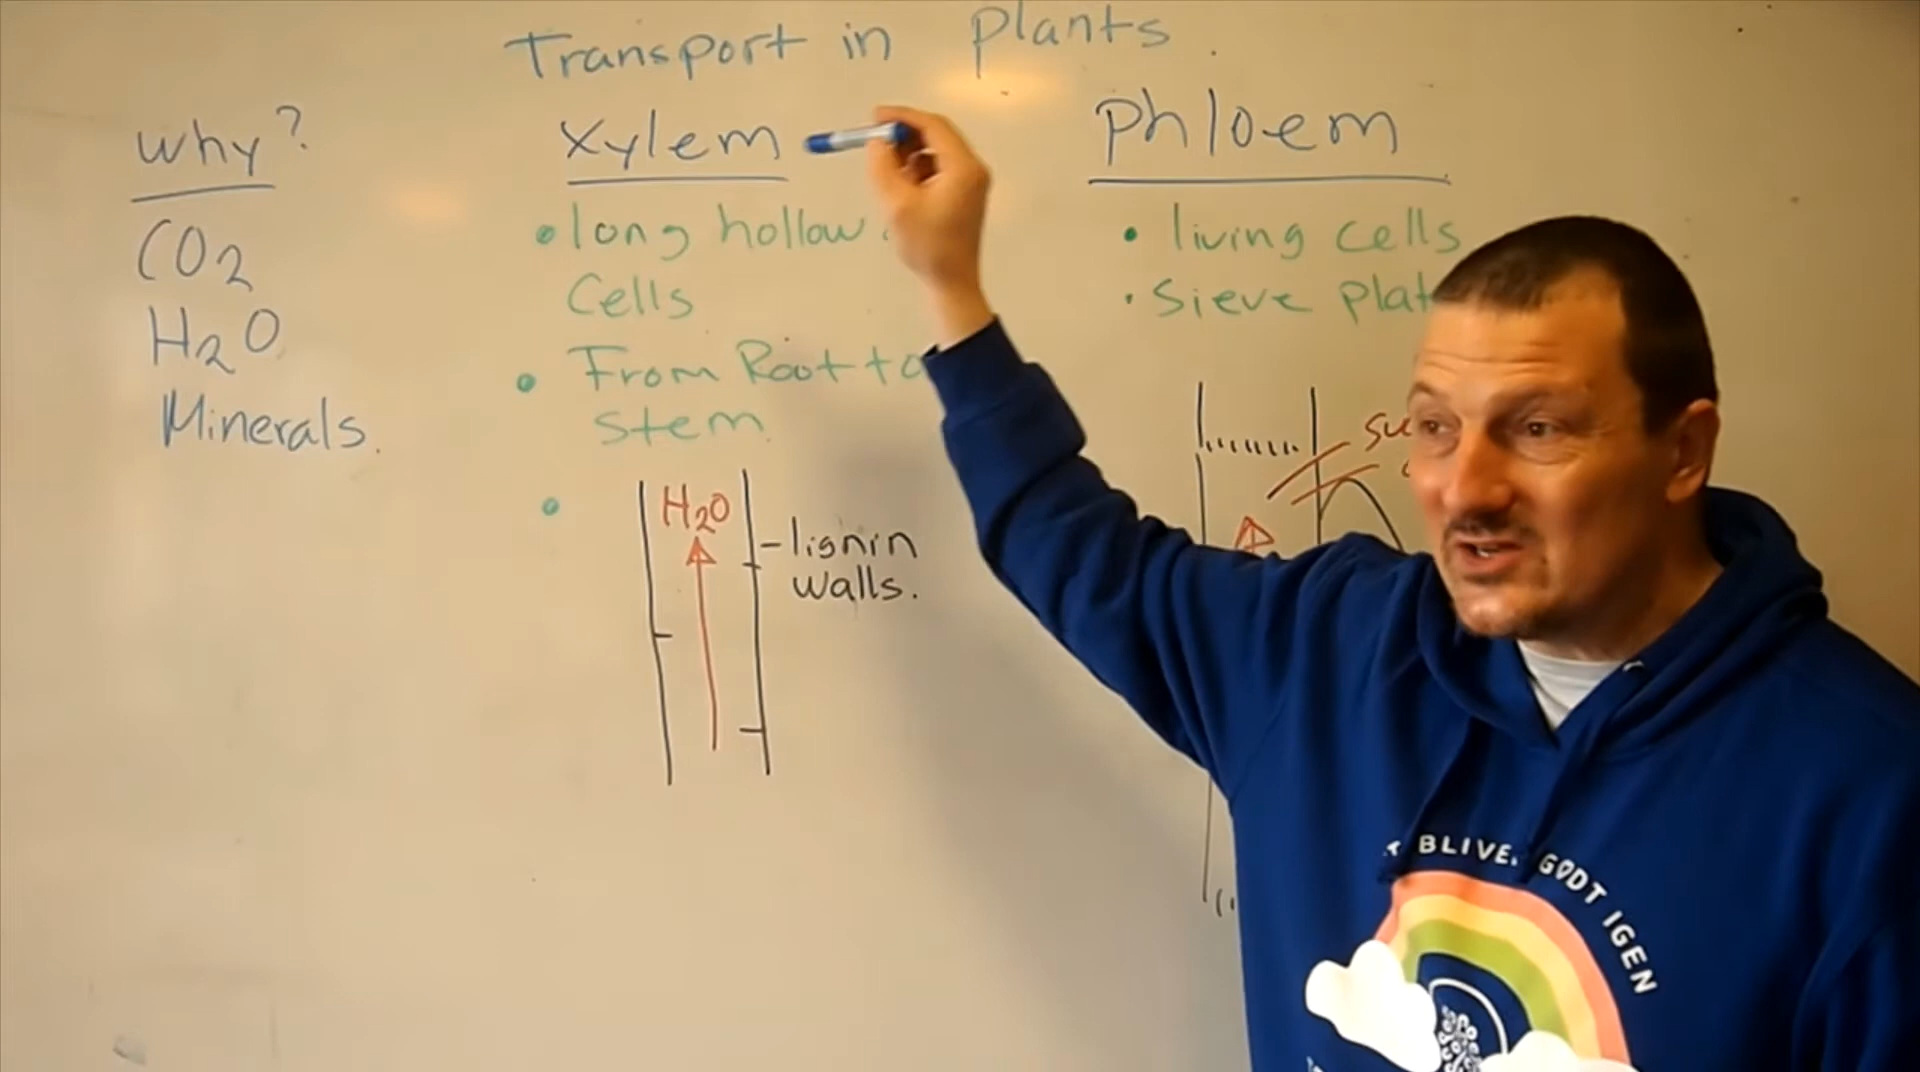 Transport in plants.
why?
CO2
H2O
Minerals.
Xylem
• long hollow
Cells
• From Root to
stem.
•
H2O
- lignin
walls.
Phloem
• living cells
• Sieve
BLIVE GODT IGEN